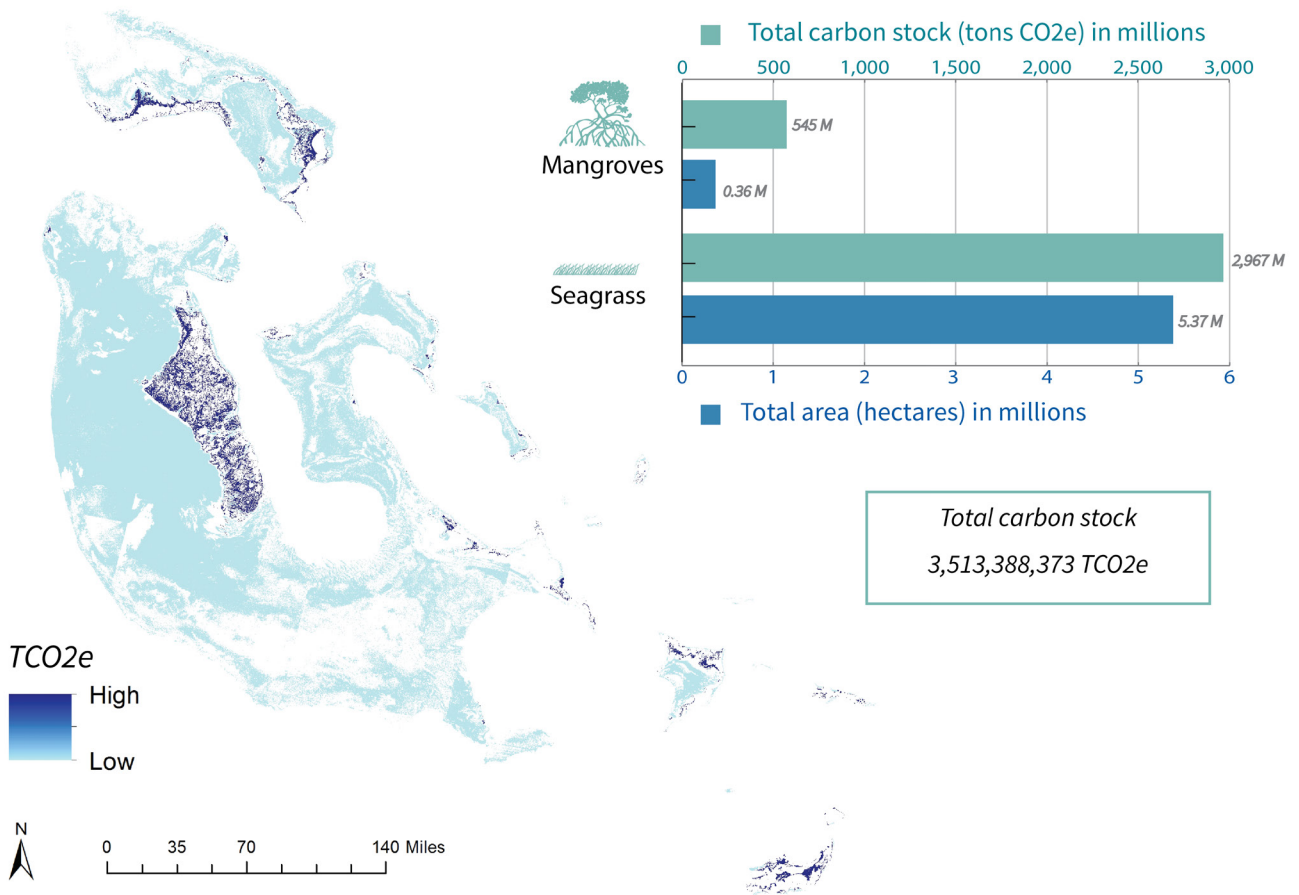 Total carbon stock (tons CO2e) in millions
0 500 1,000 1,500 2,000 2,500 3,000
545 M
Mangroves
0.36 M
2,967 M
Seagrass
5.37 M
0 1 2 3 4 5 6
Total area (hectares) in millions
Total carbon stock
3,513,388,373 TCO2e
TCO2e
High
Low
N
0 35 70 140 Miles